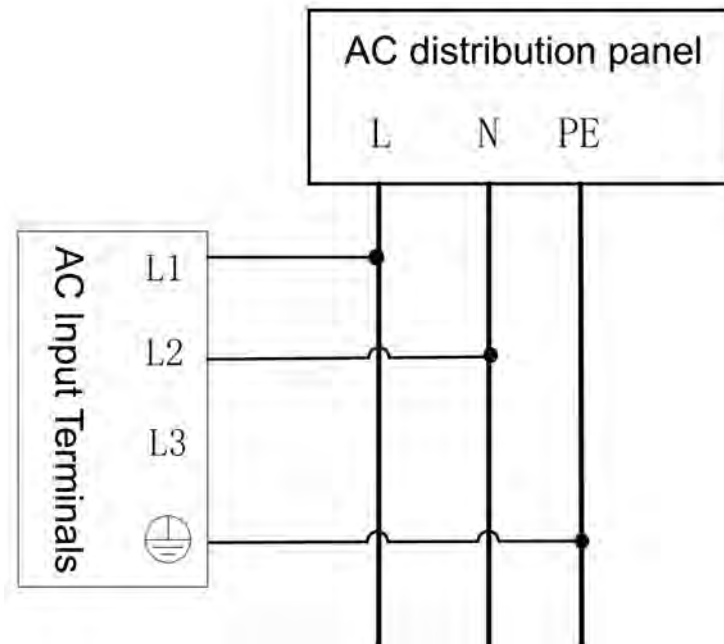 AC distribution panel
L N PE
AC Input Terminals
L1
L2
L3